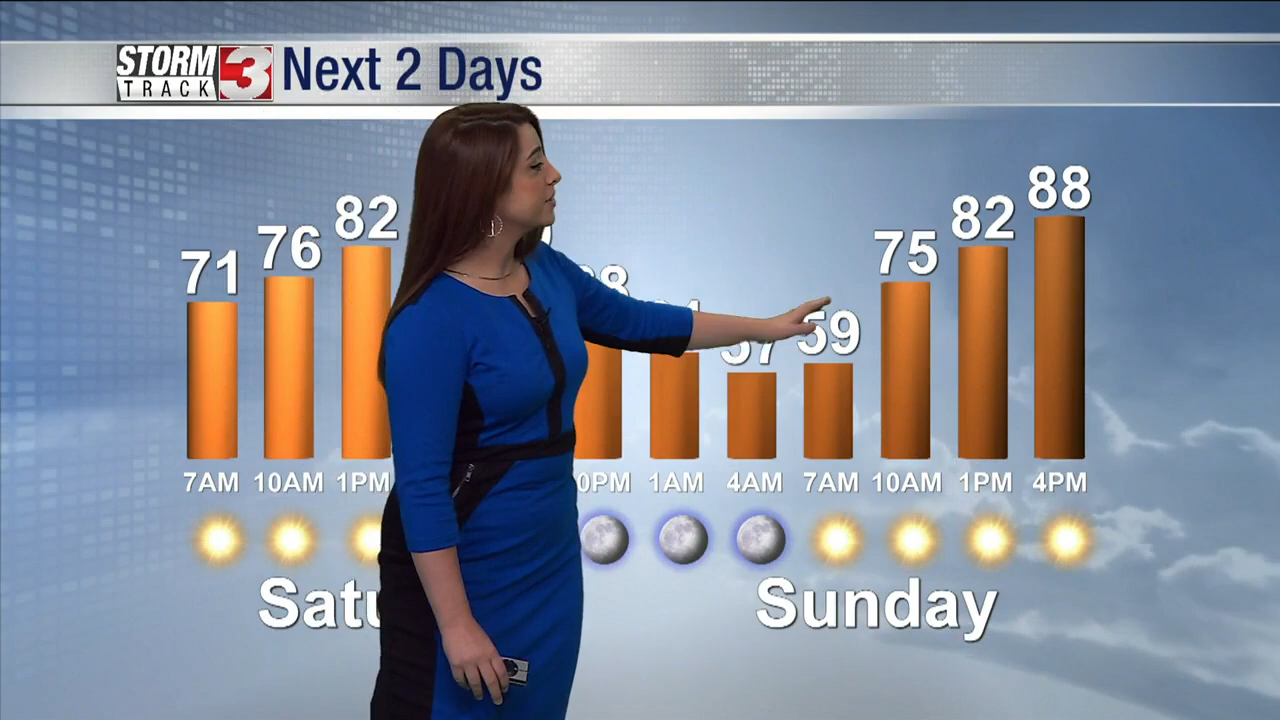 STORM
TRACK
3
Next 2 Days
71 76 82 59 75 82 88
7AM 10AM 1PM 1AM 4AM 7AM 10AM 1PM 4PM
Sunday